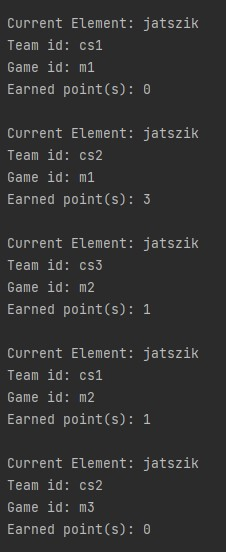 Current Element: jatszik
Team id: cs1
Game id: m1
Earned point(s): 0
Current Element: jatszik
Team id: cs2
Game id: m1
Earned point(s): 3
Current Element: jatszik
Team id: cs3
Game id: m2
Earned point(s): 1
Current Element: jatszik
Team id: cs1
Game id: m2
Earned point(s): 1
Current Element: jatszik
Team id: cs2
Game id: m3
Earned point(s): 0